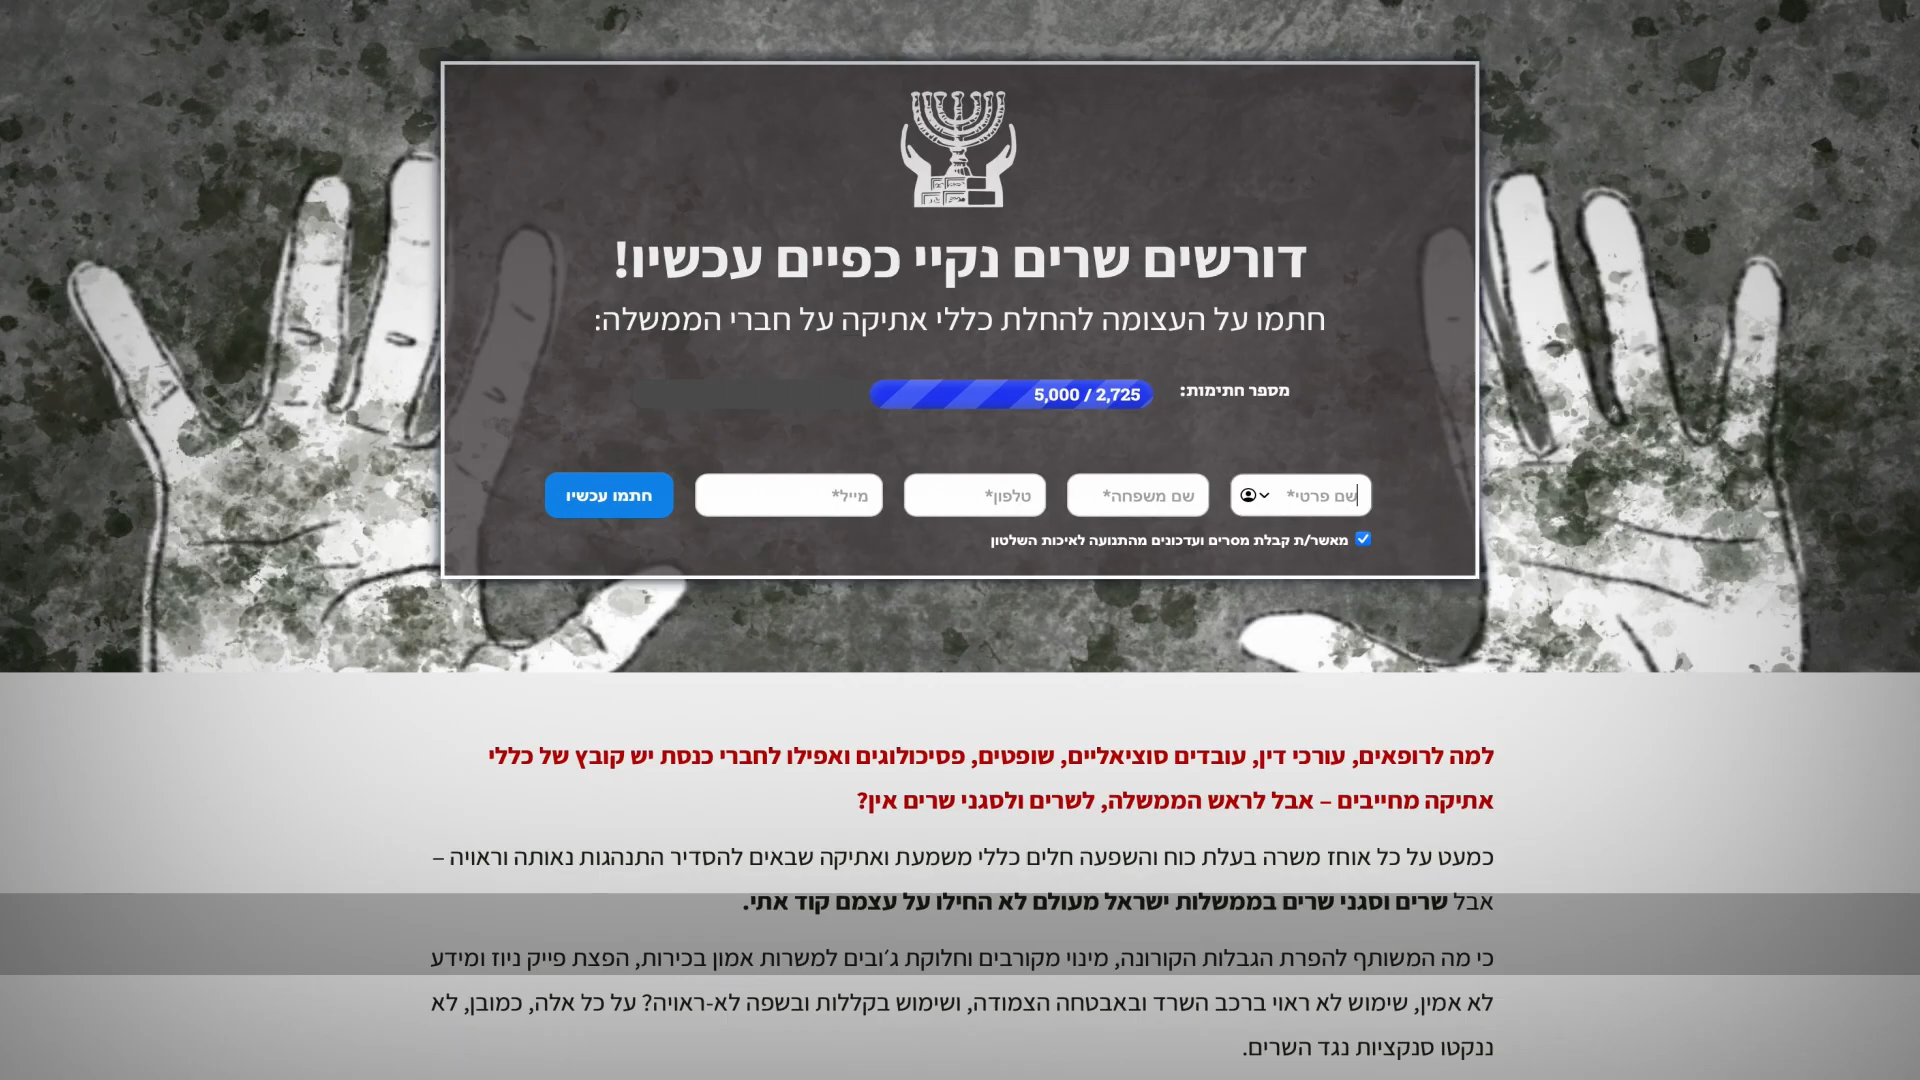 דורשים שרים נקיי כפיים עכשיו!
חתמו על העצומה להחלת כללי אתיקה על חברי הממשלה:
מספר חתימות:
5,000 / 2,725
שם פרטי*
שם משפחה*
טלפון*
מייל*
חתמו עכשיו
מאשר/ת קבלת מסרים ועדכונים מהתנועה לאיכות השלטון
למה לרופאים, עורכי דין, עובדים סוציאליים, שופטים, פסיכולוגים ואפילו לחברי כנסת יש קובץ של כללי
אתיקה מחייבים – אבל לראש הממשלה, לשרים ולסגני שרים אין?
כמעט על כל אוחז משרה בעלת כוח והשפעה חלים כללי משמעת ואתיקה שבאים להסדיר התנהגות נאותה וראויה –
אבל שרים וסגני שרים בממשלות ישראל מעולם לא החילו על עצמם קוד אתי.
כי מה המשותף להפרת הגבלות הקורונה, מינוי מקורבים וחלוקת ג׳ובים למשרות אמון בכירות, הפצת פייק ניוז ומידע
לא אמין, שימוש לא ראוי ברכב השרד ובאבטחה הצמודה, ושימוש בקללות ובשפה לא-ראויה? על כל אלה, כמובן, לא
ננקטו סנקציות נגד השרים.